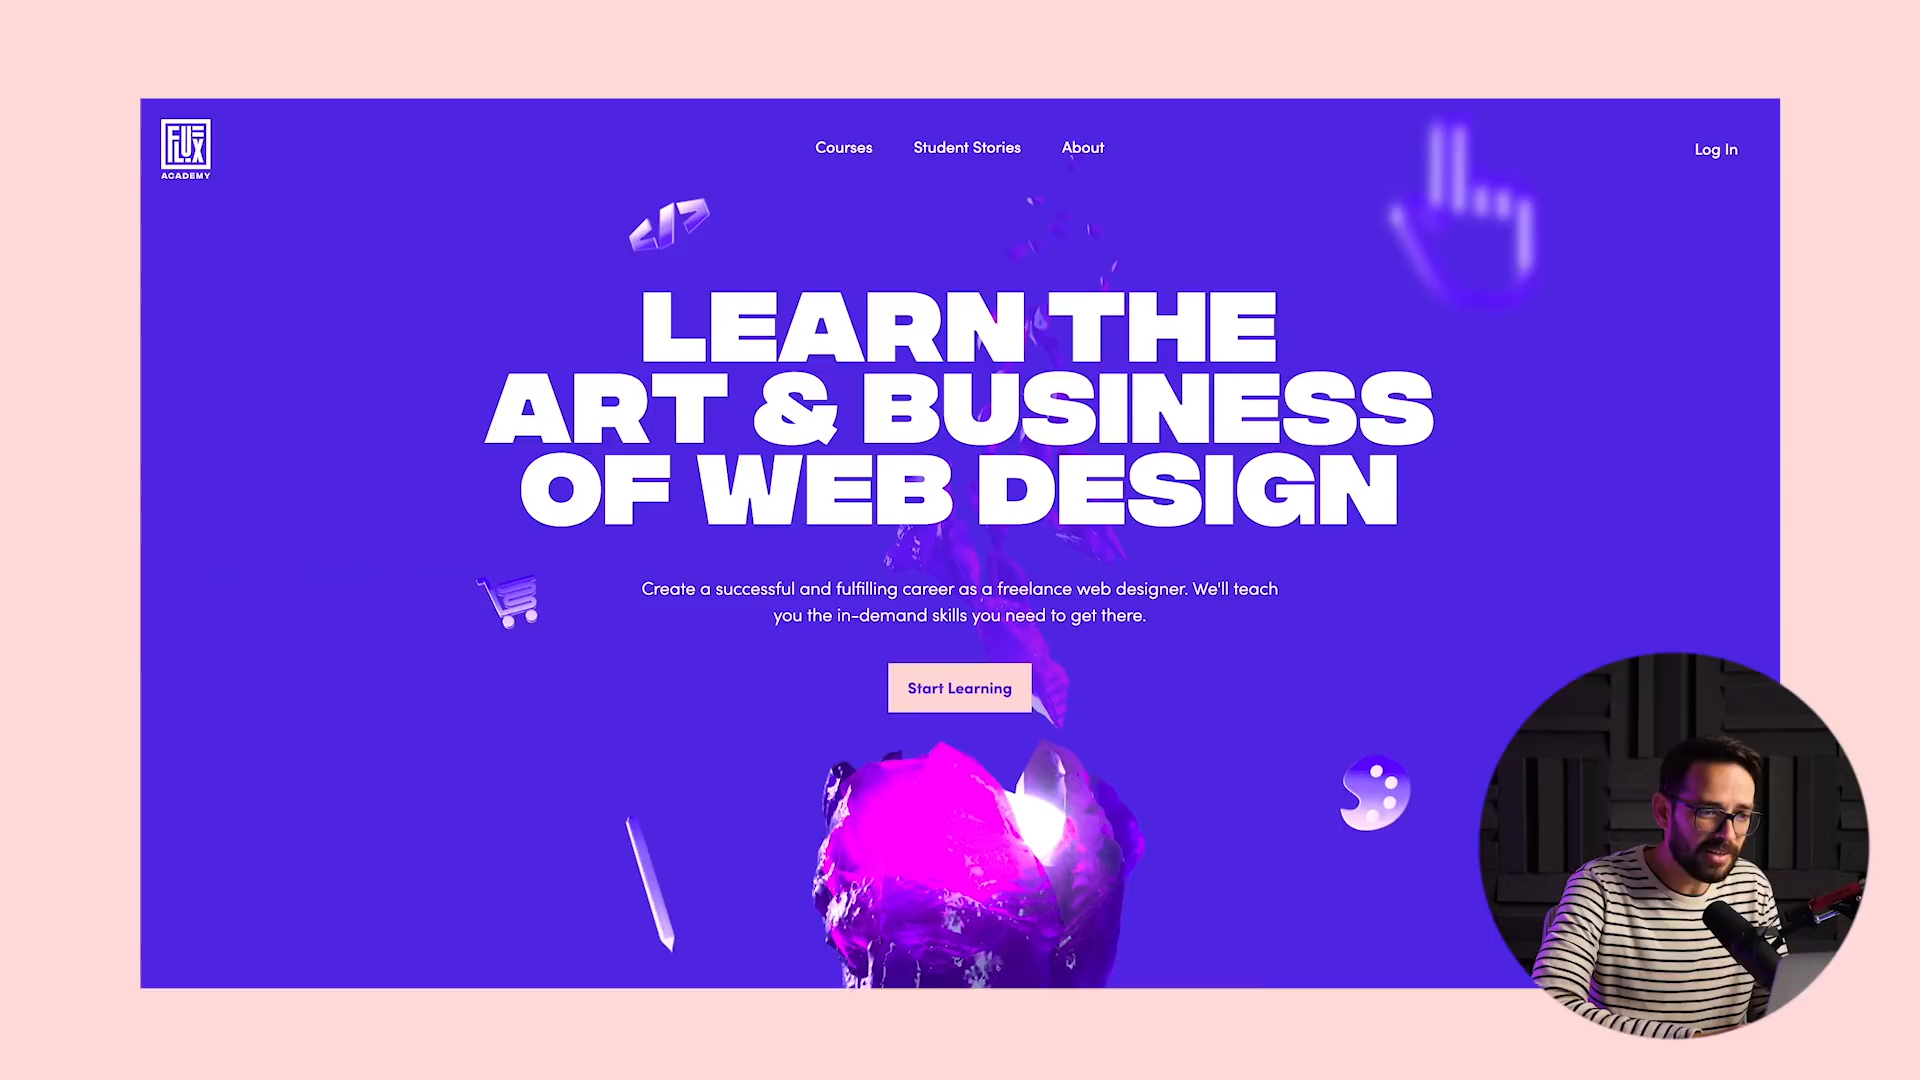 FLUX
ACADEMY
Courses
Student Stories
About
Log In
LEARN THE
ART & BUSINESS
OF WEB DESIGN
Create a successful and fulfilling career as a freelance web designer. We'll teach
you the in-demand skills you need to get there.
Start Learning